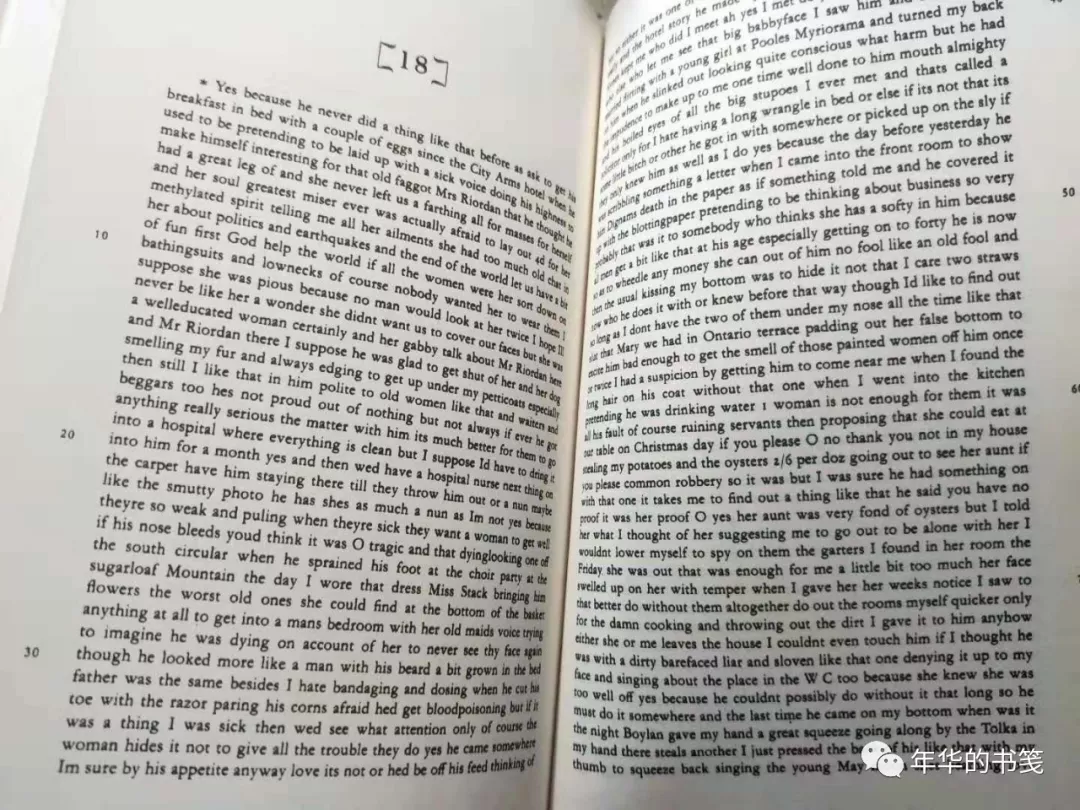 [18]
* Yes because he never did a thing like that before as ask to get his
breakfast in bed with a couple of eggs since the City Arms hotel when he
used to be pretending to be laid up with a sick voice doing his highness to
make himself interesting for that old faggot Mrs Riordan that he thought he
had a great leg of and she never left us a farthing all for masses for herself
and her soul greatest miser ever was actually afraid to lay out 4d for her
methylated spirit telling me all her ailments she had too much old chat in
her about politics and earthquakes and the end of the world let us have a bit
10
of fun first God help the world if all the women were her sort down on
bathingsuits and lownecks of course nobody wanted her to wear them I
suppose she was pious because no man would look at her twice I hope Ill
never be like her a wonder she didnt want us to cover our faces but she was
a welleducated woman certainly and her gabby talk about Mr Riordan here
and Mr Riordan there I suppose he was glad to get shut of her and her dog
smelling my fur and always edging to get up under my petticoats especially
then still I like that in him polite to old women like that and waiters and
beggars too hes not proud out of nothing but not always if ever he got
anything really serious the matter with him its much better for them to go
20
into a hospital where everything is clean but I suppose Id have to dring it
into him for a month yes and then wed have a hospital nurse next thing on
the carpet have him staying there till they throw him out or a nun maybe
like the smutty photo he has shes as much a nun as Im not yes because
theyre so weak and puling when theyre sick they want a woman to get well
if his nose bleeds youd think it was O tragic and that dyinglooking one off
the south circular when he sprained his foot at the choir party at the
sugarloaf Mountain the day I wore that dress Miss Stack bringing him
flowers the worst old ones she could find at the bottom of the basket
anything at all to get into a mans bedroom with her old maids voice trying
30
to imagine he was dying on account of her to never see thy face again
though he looked more like a man with his beard a bit grown in the bed
father was the same besides I hate bandaging and dosing when he cut his
toe with the razor paring his corns afraid hed get bloodpoisoning but if it
was a thing I was sick then wed see what attention only of course the
woman hides it not to give all the trouble they do yes he came somewhere
Im sure by his appetite anyway love its not or hed be off his feed thinking of
either it was one of
and the hotel story he made
kept me who did I meet ah yes I met
who let me see that big babbyface I saw him and
flirting with a young girl at Pooles Myriorama and turned my back
him when he slinked out looking quite conscious what harm but he had
impudence to make up to me one time well done to him mouth almighty
his boiled eyes of all the big stupoes I ever met and thats called a
only for I hate having a long wrangle in bed or else if its not that its
some little bitch or other he got in with somewhere or picked up on the sly if
they only knew him as well as I do yes because the day before yesterday he
was scribbling something a letter when I came into the front room to show
him Dignams death in the paper as if something told me and he covered it
50
up with the blottingpaper pretending to be thinking about business so very
probably that was it to somebody who thinks she has a softy in him because
all men get a bit like that at his age especially getting on to forty he is now
so as to wheedle any money she can out of him no fool like an old fool and
then the usual kissing my bottom was to hide it not that I care two straws
now who he does it with or knew before that way though Id like to find out
so long as I dont have the two of them under my nose all the time like that
slut that Mary we had in Ontario terrace padding out her false bottom to
excite him bad enough to get the smell of those painted women off him once
or twice I had a suspicion by getting him to come near me when I found the
60
long hair on his coat without that one when I went into the kitchen
pretending he was drinking water 1 woman is not enough for them it was
all his fault of course ruining servants then proposing that she could eat at
our table on Christmas day if you please O no thank you not in my house
stealing my potatoes and the oysters 2/6 per doz going out to see her aunt if
you please common robbery so it was but I was sure he had something on
with that one it takes me to find out a thing like that he said you have no
proof it was her proof O yes her aunt was very fond of oysters but I told
her what I thought of her suggesting me to go out to be alone with her I
wouldnt lower myself to spy on them the garters I found in her room the
Friday she was out that was enough for me a little bit too much her face
swelled up on her with temper when I gave her her weeks notice I saw to
that better do without them altogether do out the rooms myself quicker only
for the damn cooking and throwing out the dirt I gave it to him anyhow
either she or me leaves the house I couldnt even touch him if I thought he
was with a dirty barefaced liar and sloven like that one denying it up to my
face and singing about the place in the W C too because she knew she was
too well off yes because he couldnt possibly do without it that long so he
must do it somewhere and the last time he came on my bottom when was it
the night Boylan gave my hand a great squeeze going along by the Tolka in
my hand there steals another I just pressed the back of his like that with my
thumb to squeeze back singing the young May
年华的书笺